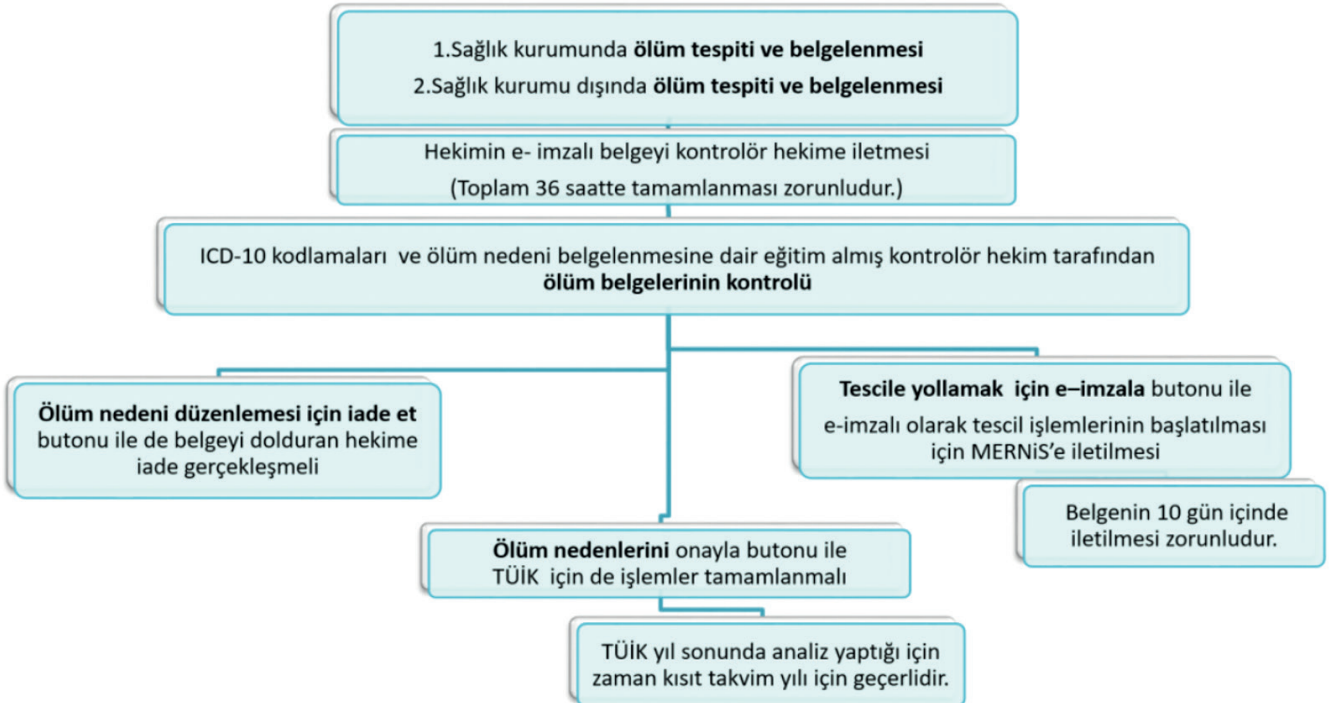 1.Sağlık kurumunda ölüm tespiti ve belgelenmesi
2.Sağlık kurumu dışında ölüm tespiti ve belgelenmesi
Hekimin e- imzalı belgeyi kontrolör hekime iletmesi
(Toplam 36 saatte tamamlanması zorunludur.)
ICD-10 kodlamaları ve ölüm nedeni belgelenmesine dair eğitim almış kontrolör hekim tarafından
ölüm belgelerinin kontrolü
Ölüm nedeni düzenlemesi için iade et
butonu ile de belgeyi dolduran hekime
iade gerçekleşmeli
Tescile yollamak için e–imzala butonu ile
e-imzalı olarak tescil işlemlerinin başlatılması
için MERNiS’e iletilmesi
Belgenin 10 gün içinde
iletilmesi zorunludur.
Ölüm nedenlerini onayla butonu ile
TÜİK için de işlemler tamamlanmalı
TÜİK yıl sonunda analiz yaptığı için
zaman kısıt takvim yılı için geçerlidir.